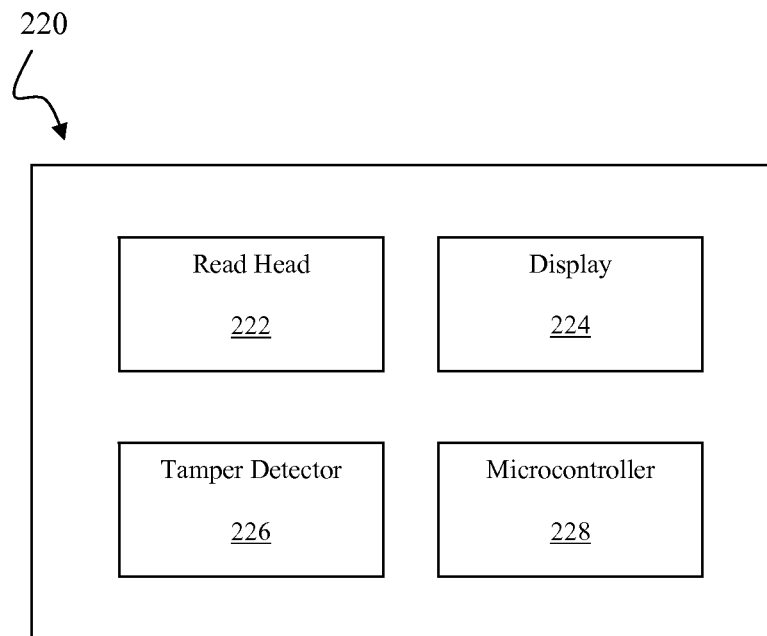 220
Read Head
222
Display
224
Tamper Detector
226
Microcontroller
228